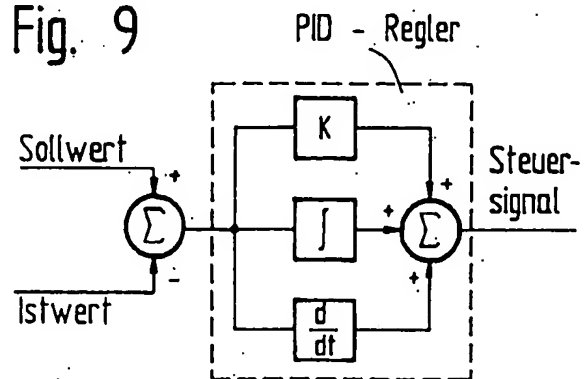 Fig. 9
PID - Regler
K
Sollwert
+
+
Steuer-
signal
Σ
∫
+
Σ
-
+
Istwert
d
dt